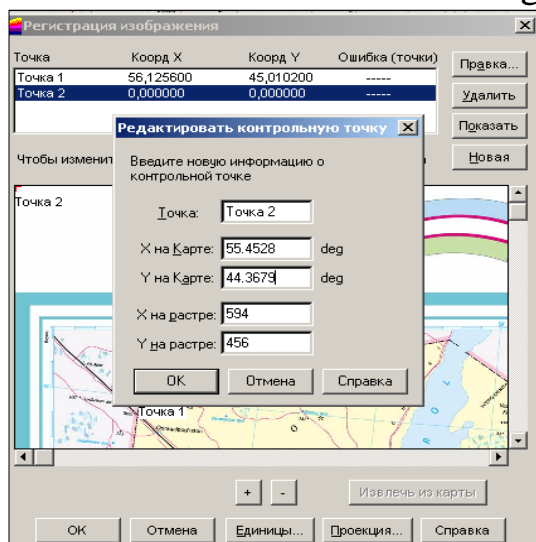 Регистрация изображения
Точка Коорд X Коорд Y Ошибка (точки)
Точка 1 56,125600 45,010200 -----
Точка 2 0,000000 0,000000 -----
Правка...
Удалить
Показать
Новая
Чтобы изменит
Редактировать контрольную точку
Введите новую информацию о
контрольной точке
Точка: Точка 2
X на Карте: 55.4528 deg
Y на Карте: 44.3679 deg
X на растре: 594
Y на растре: 456
OK Отмена Справка
Точка 2
Точка 1
+ - Извлечь из карты
OK Отмена Единицы... Проекция... Справка